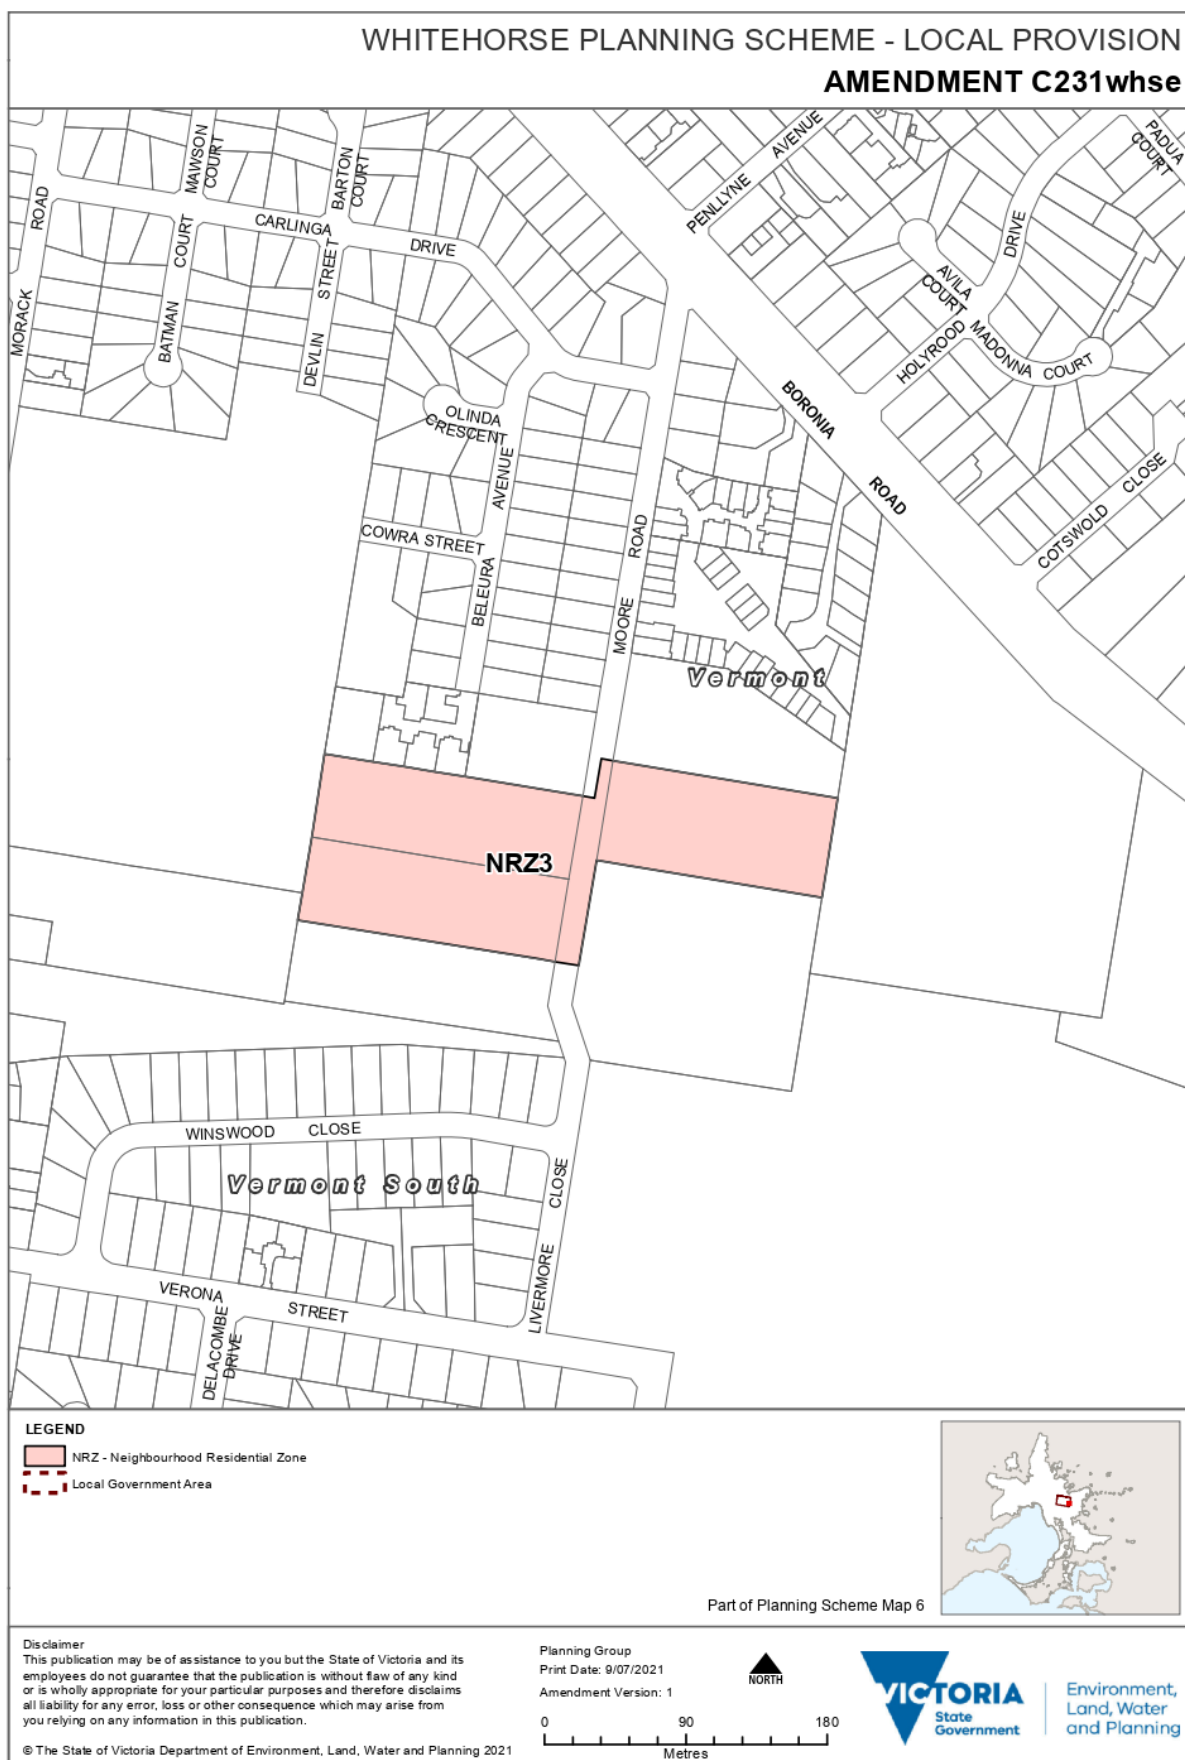 WHITEHORSE PLANNING SCHEME - LOCAL PROVISION
AMENDMENT C231whse
MAWSON
COURT
BARTON
COURT
PENLLYNE AVENUE
PADUA
COURT
ROAD
MORACK
CARLINGA DRIVE
COURT
BATMAN
STREET
DEVLIN
DRIVE
HOLYROOD
AVILA
COURT
MADONNA COURT
OLINDA
CRESCENT
BORONIA
ROAD
COTSWOLD CLOSE
COWRA STREET
AVENUE
BELEURA
ROAD
MOORE
Vermont
NRZ3
WINSWOOD CLOSE
Vermont South
CLOSE
LIVERMORE
VERONA STREET
DELACOMBE
DRIVE
LEGEND
NRZ - Neighbourhood Residential Zone
Local Government Area
Part of Planning Scheme Map 6
Disclaimer
This publication may be of assistance to you but the State of Victoria and its
employees do not guarantee that the publication is without flaw of any kind
or is wholly appropriate for your particular purposes and therefore disclaims
all liability for any error, loss or other consequence which may arise from
you relying on any information in this publication.
© The State of Victoria Department of Environment, Land, Water and Planning 2021
Planning Group
Print Date: 9/07/2021
Amendment Version: 1
NORTH
0 90 180
Metres
VICTORIA
State
Government
Environment,
Land, Water
and Planning